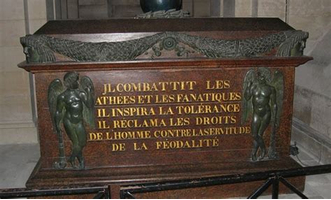 IL COMBATTIT LES
ATHÉES ET LES FANATIQUES
IL INSPIRA LA TOLÉRANCE
IL RÉCLAMA LES DROITS
DE L'HOMME CONTRE LA SERVITUDE
DE LA FÉODALITÉ